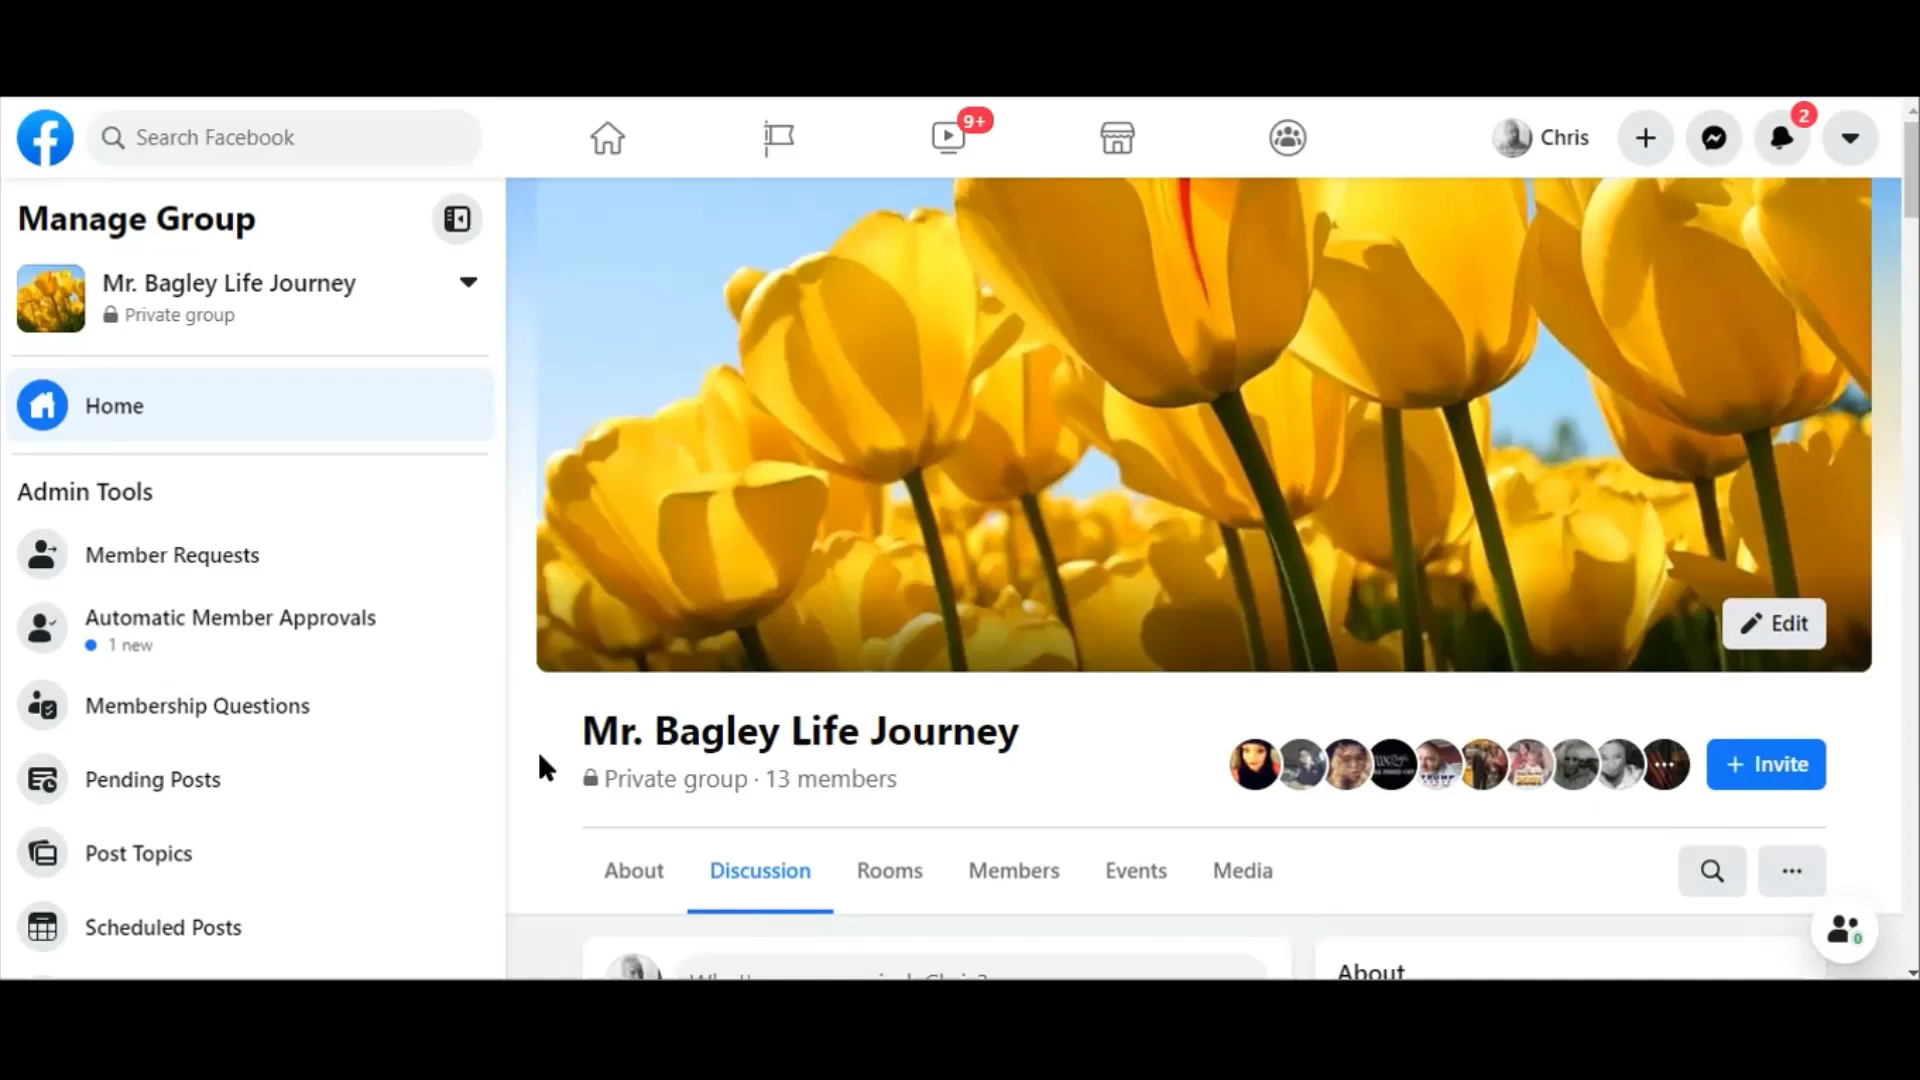 Search Facebook
9+
Chris
2
Manage Group
Mr. Bagley Life Journey
Private group
Home
Admin Tools
Member Requests
Automatic Member Approvals
1 new
Membership Questions
Pending Posts
Post Topics
Scheduled Posts
Edit
Mr. Bagley Life Journey
Private group · 13 members
+ Invite
About
Discussion
Rooms
Members
Events
Media
0
About